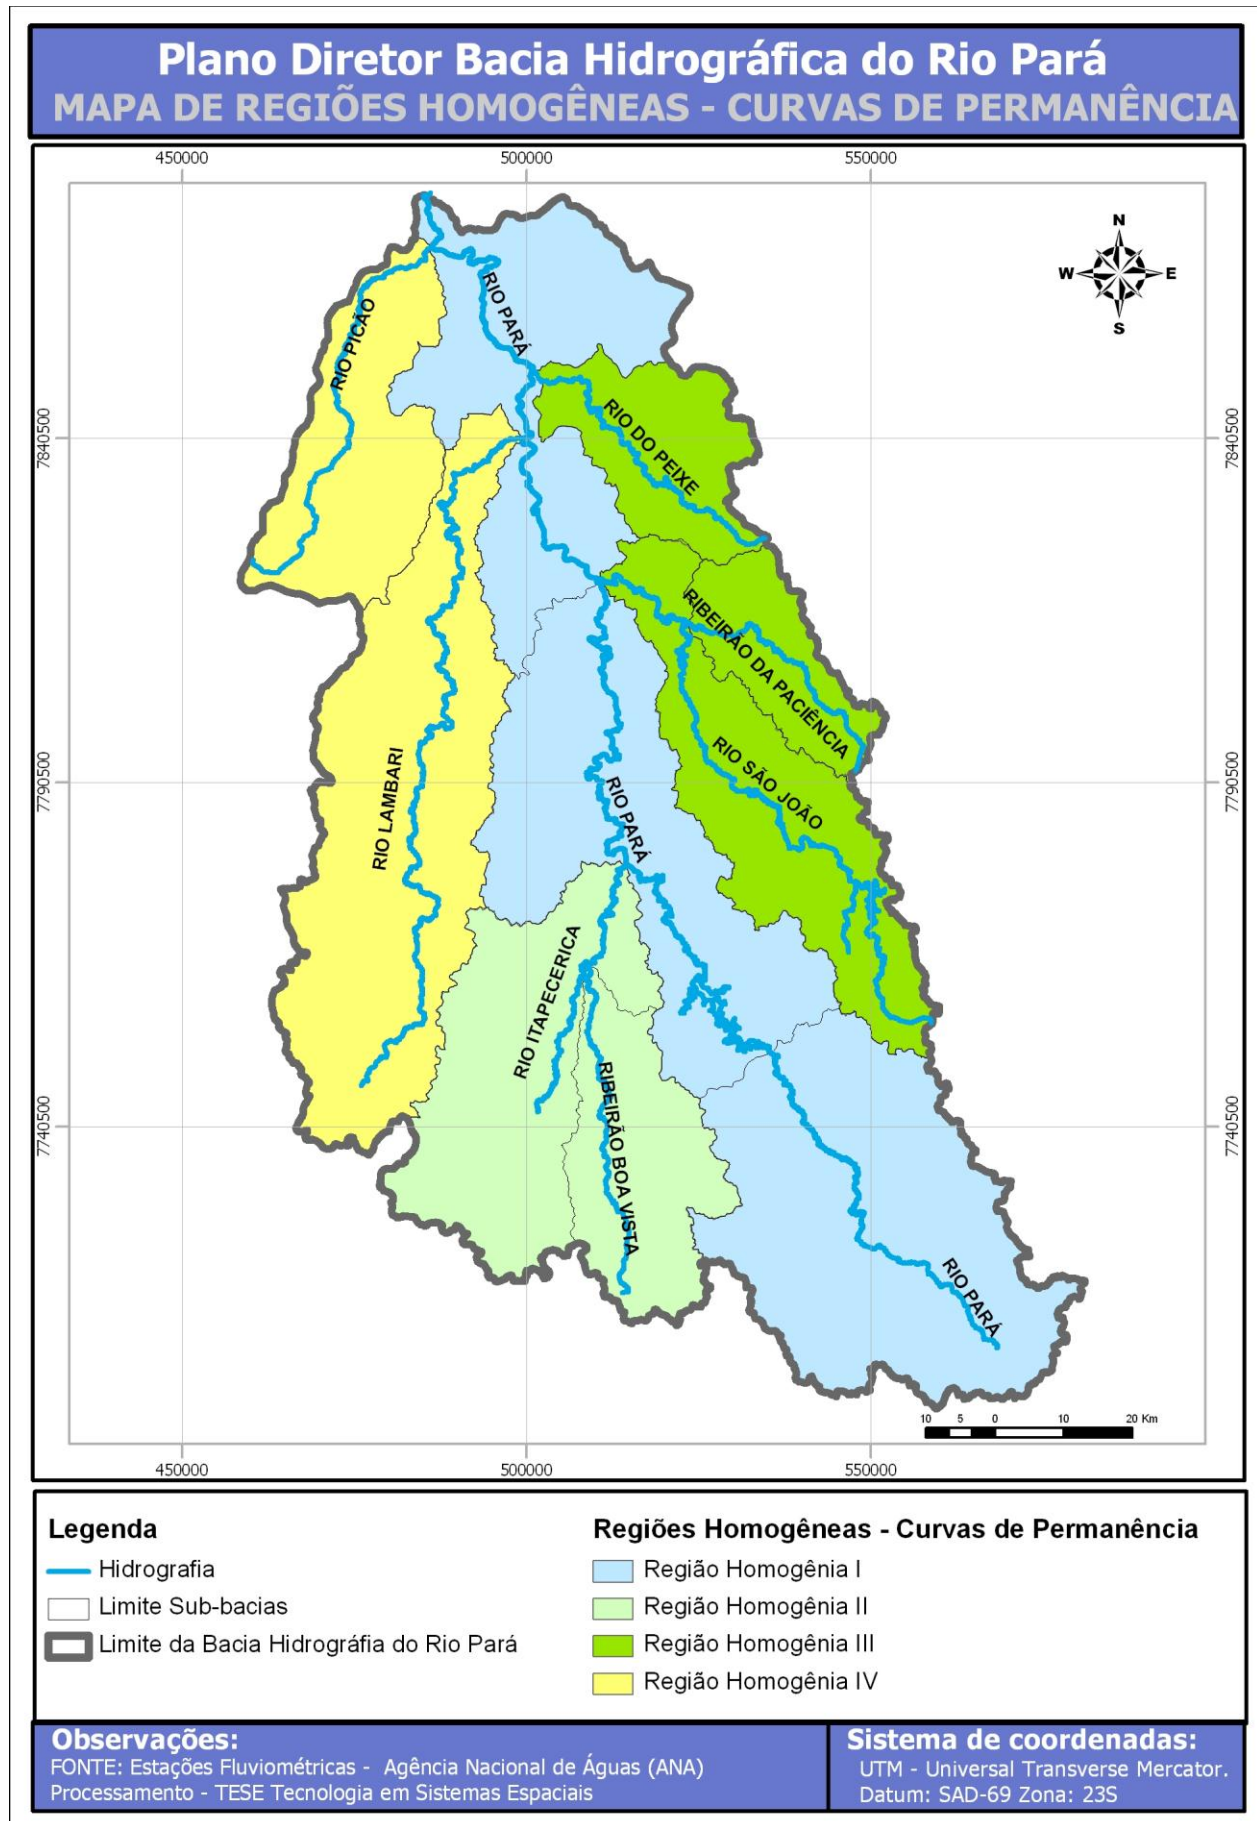 Plano Diretor Bacia Hidrográfica do Rio Pará
MAPA DE REGIÕES HOMOGÊNEAS - CURVAS DE PERMANÊNCIA
450000
500000
550000
N
W
E
S
RIO PARÁ
RIO PICÃO
RIO DO PEIXE
7840500
7840500
RIBEIRÃO DA PACIÊNCIA
RIO SÃO JOÃO
RIO LAMBARI
RIO PARÁ
7790500
7790500
RIO ITAPECERICA
RIBEIRÃO BOA VISTA
7740500
7740500
RIO PARÁ
10 5 0 10 20 Km
450000
500000
550000
Legenda
Hidrografia
Limite Sub-bacias
Limite da Bacia Hidrográfia do Rio Pará
Regiões Homogêneas - Curvas de Permanência
Região Homogênia I
Região Homogênia II
Região Homogênia III
Região Homogênia IV
Observações:
FONTE: Estações Fluviométricas - Agência Nacional de Águas (ANA)
Processamento - TESE Tecnologia em Sistemas Espaciais
Sistema de coordenadas:
UTM - Universal Transverse Mercator.
Datum: SAD-69 Zona: 23S